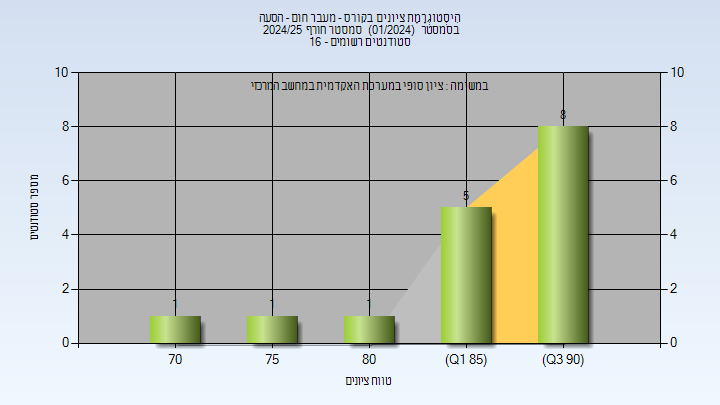 היסטוגרמת ציונים בקורס - מעבר חום - הסעה
בסמסטר (01/2024) סמסטר חורף 2024/25
סטודנטים רשומים - 16
במשימה : ציון סופי במערכת האקדמית במחשב המרכזי
10
8
6
4
2
0
10
8
6
4
2
0
מספר סטודנטים
1
1
1
5
8
70
75
80
(Q1 85)
(Q3 90)
טווח ציונים